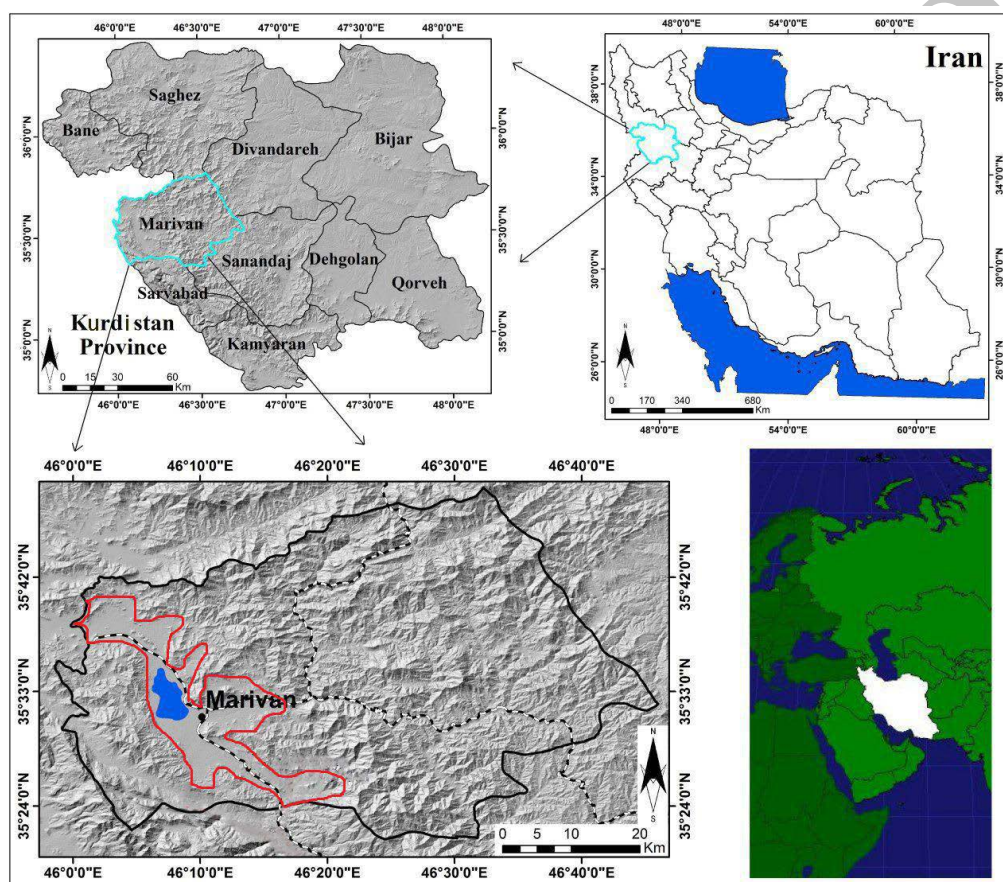 46°0'0"E 46°30'0"E 47°0'0"E 47°30'0"E 48°0'0"E
36°0'0"N
35°30'0"N
35°0'0"N
Saghez
Bane
Divandareh
Bijar
Marivan
Sanandaj
Dehgolan
Qorveh
Sarvabad
Kamyaran
Kurdistan
Province
N
S
0 15 30 60
Km
36°0'0"N
35°30'0"N
35°0'0"N
46°0'0"E 46°30'0"E 47°0'0"E 47°30'0"E 48°0'0"E
48°0'0"E 54°0'0"E 60°0'0"E
Iran
38°0'0"N
34°0'0"N
30°0'0"N
26°0'0"N
38°0'0"N
34°0'0"N
30°0'0"N
26°0'0"N
N
S
0 170 340 680
Km
48°0'0"E 54°0'0"E 60°0'0"E
46°0'0"E 46°10'0"E 46°20'0"E 46°30'0"E 46°40'0"E
35°42'0"N
35°33'0"N
35°24'0"N
Marivan
35°42'0"N
35°33'0"N
35°24'0"N
N
S
0 5 10 20
Km
46°0'0"E 46°10'0"E 46°20'0"E 46°30'0"E 46°40'0"E